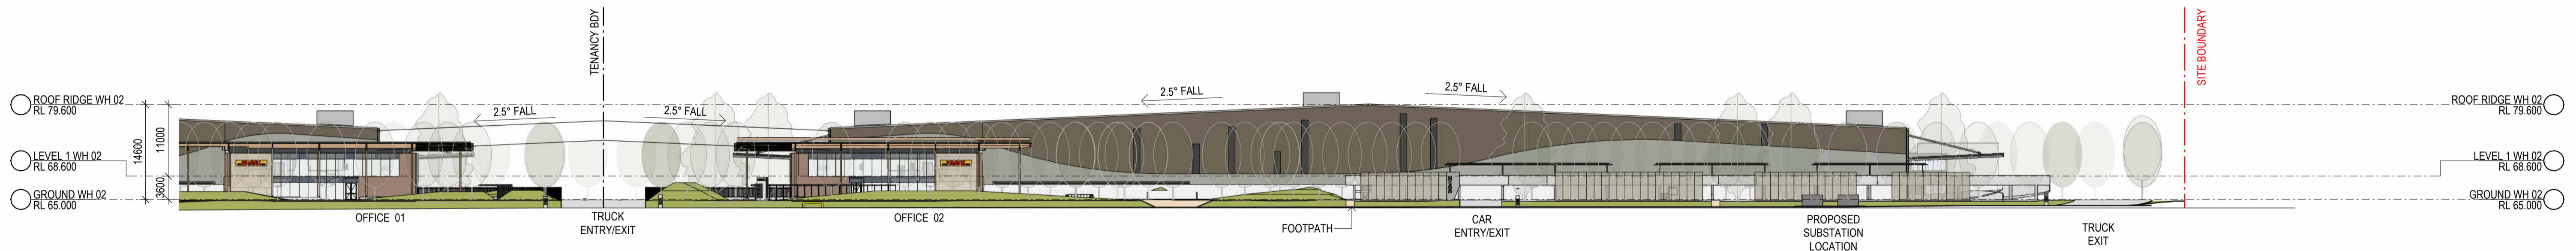 TENANCY BDY
SITE BOUNDARY
ROOF RIDGE WH 02
RL 79.600
14600
11000
3600
LEVEL 1 WH 02
RL 68.600
GROUND WH 02
RL 65.000
2.5° FALL
2.5° FALL
2.5° FALL
2.5° FALL
ROOF RIDGE WH 02
RL 79.600
LEVEL 1 WH 02
RL 68.600
GROUND WH 02
RL 65.000
OFFICE 01
TRUCK
ENTRY/EXIT
OFFICE 02
FOOTPATH
CAR
ENTRY/EXIT
PROPOSED
SUBSTATION
LOCATION
TRUCK
EXIT